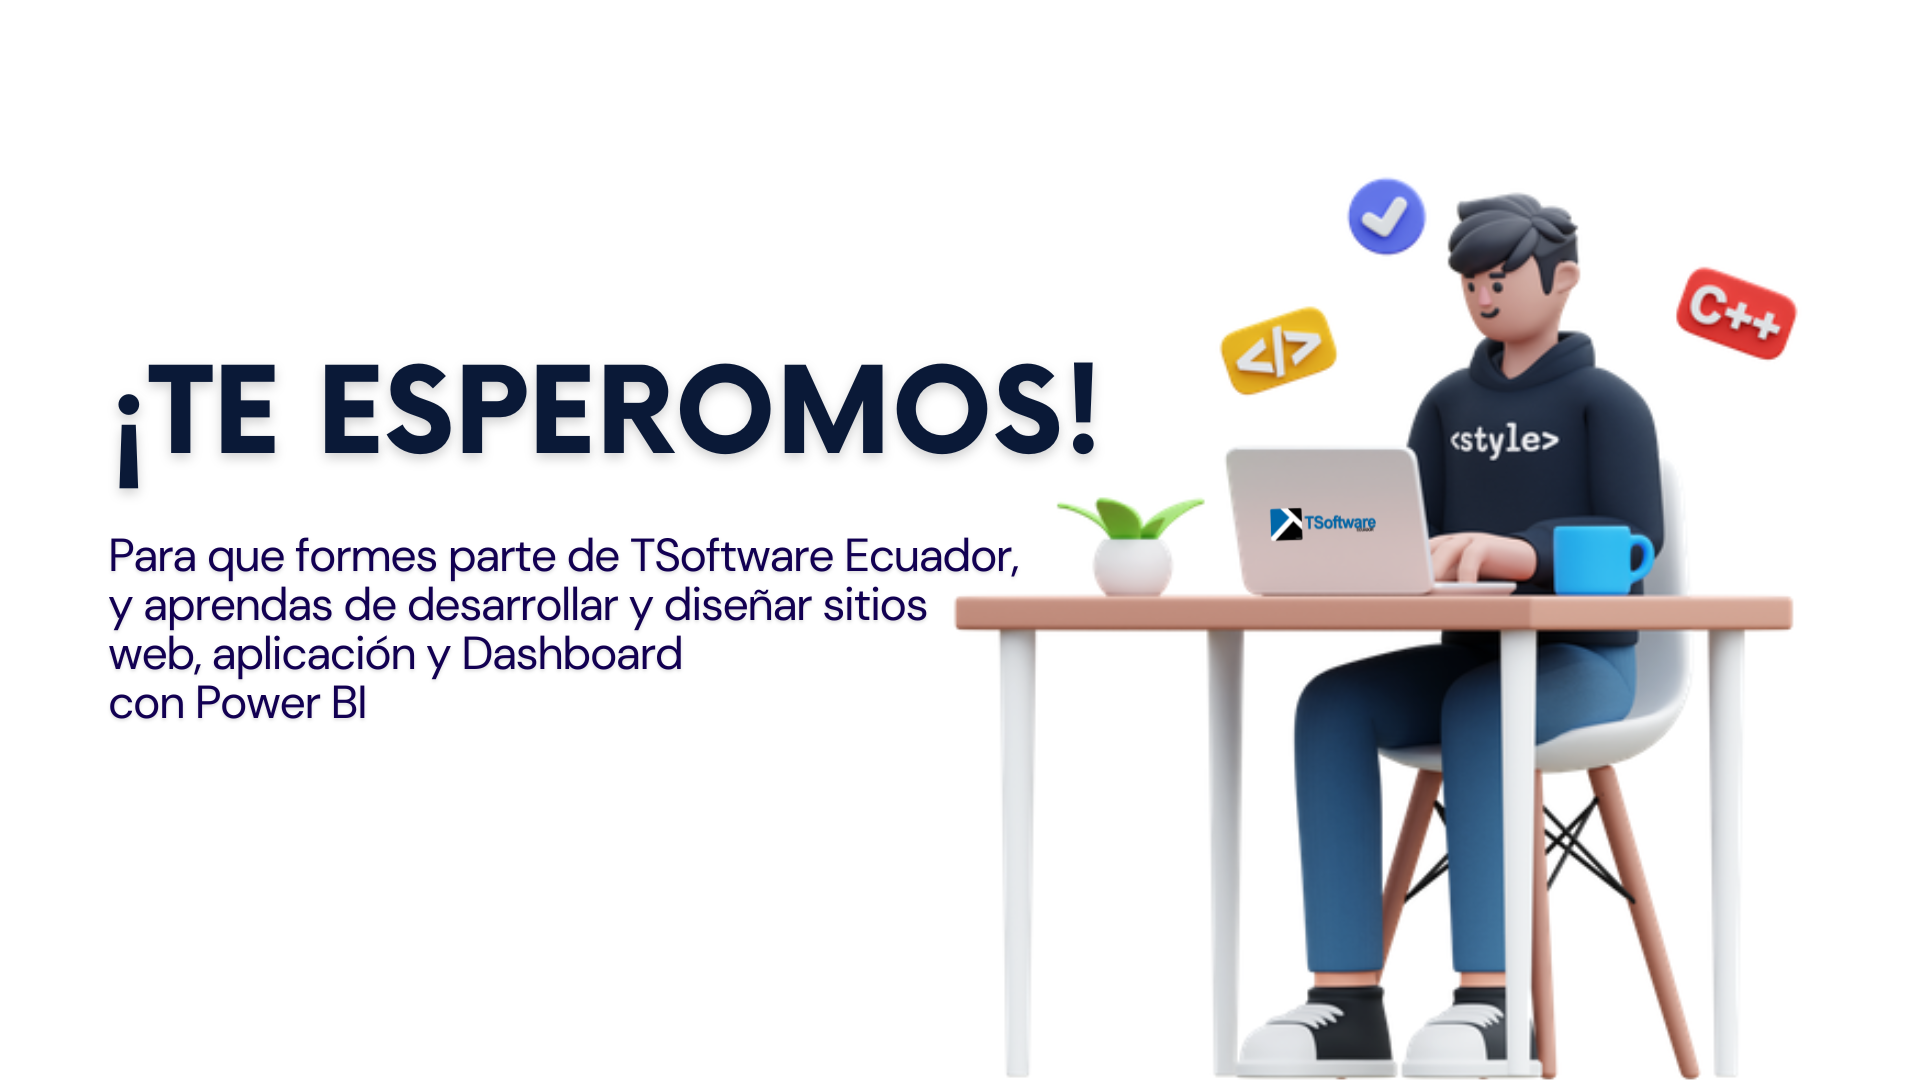 ¡TE ESPEROMOS!
Para que formes parte de TSoftware Ecuador,
y aprendas de desarrollar y diseñar sitios
web, aplicación y Dashboard
con Power BI
</>
C++
<style>
TSoftware